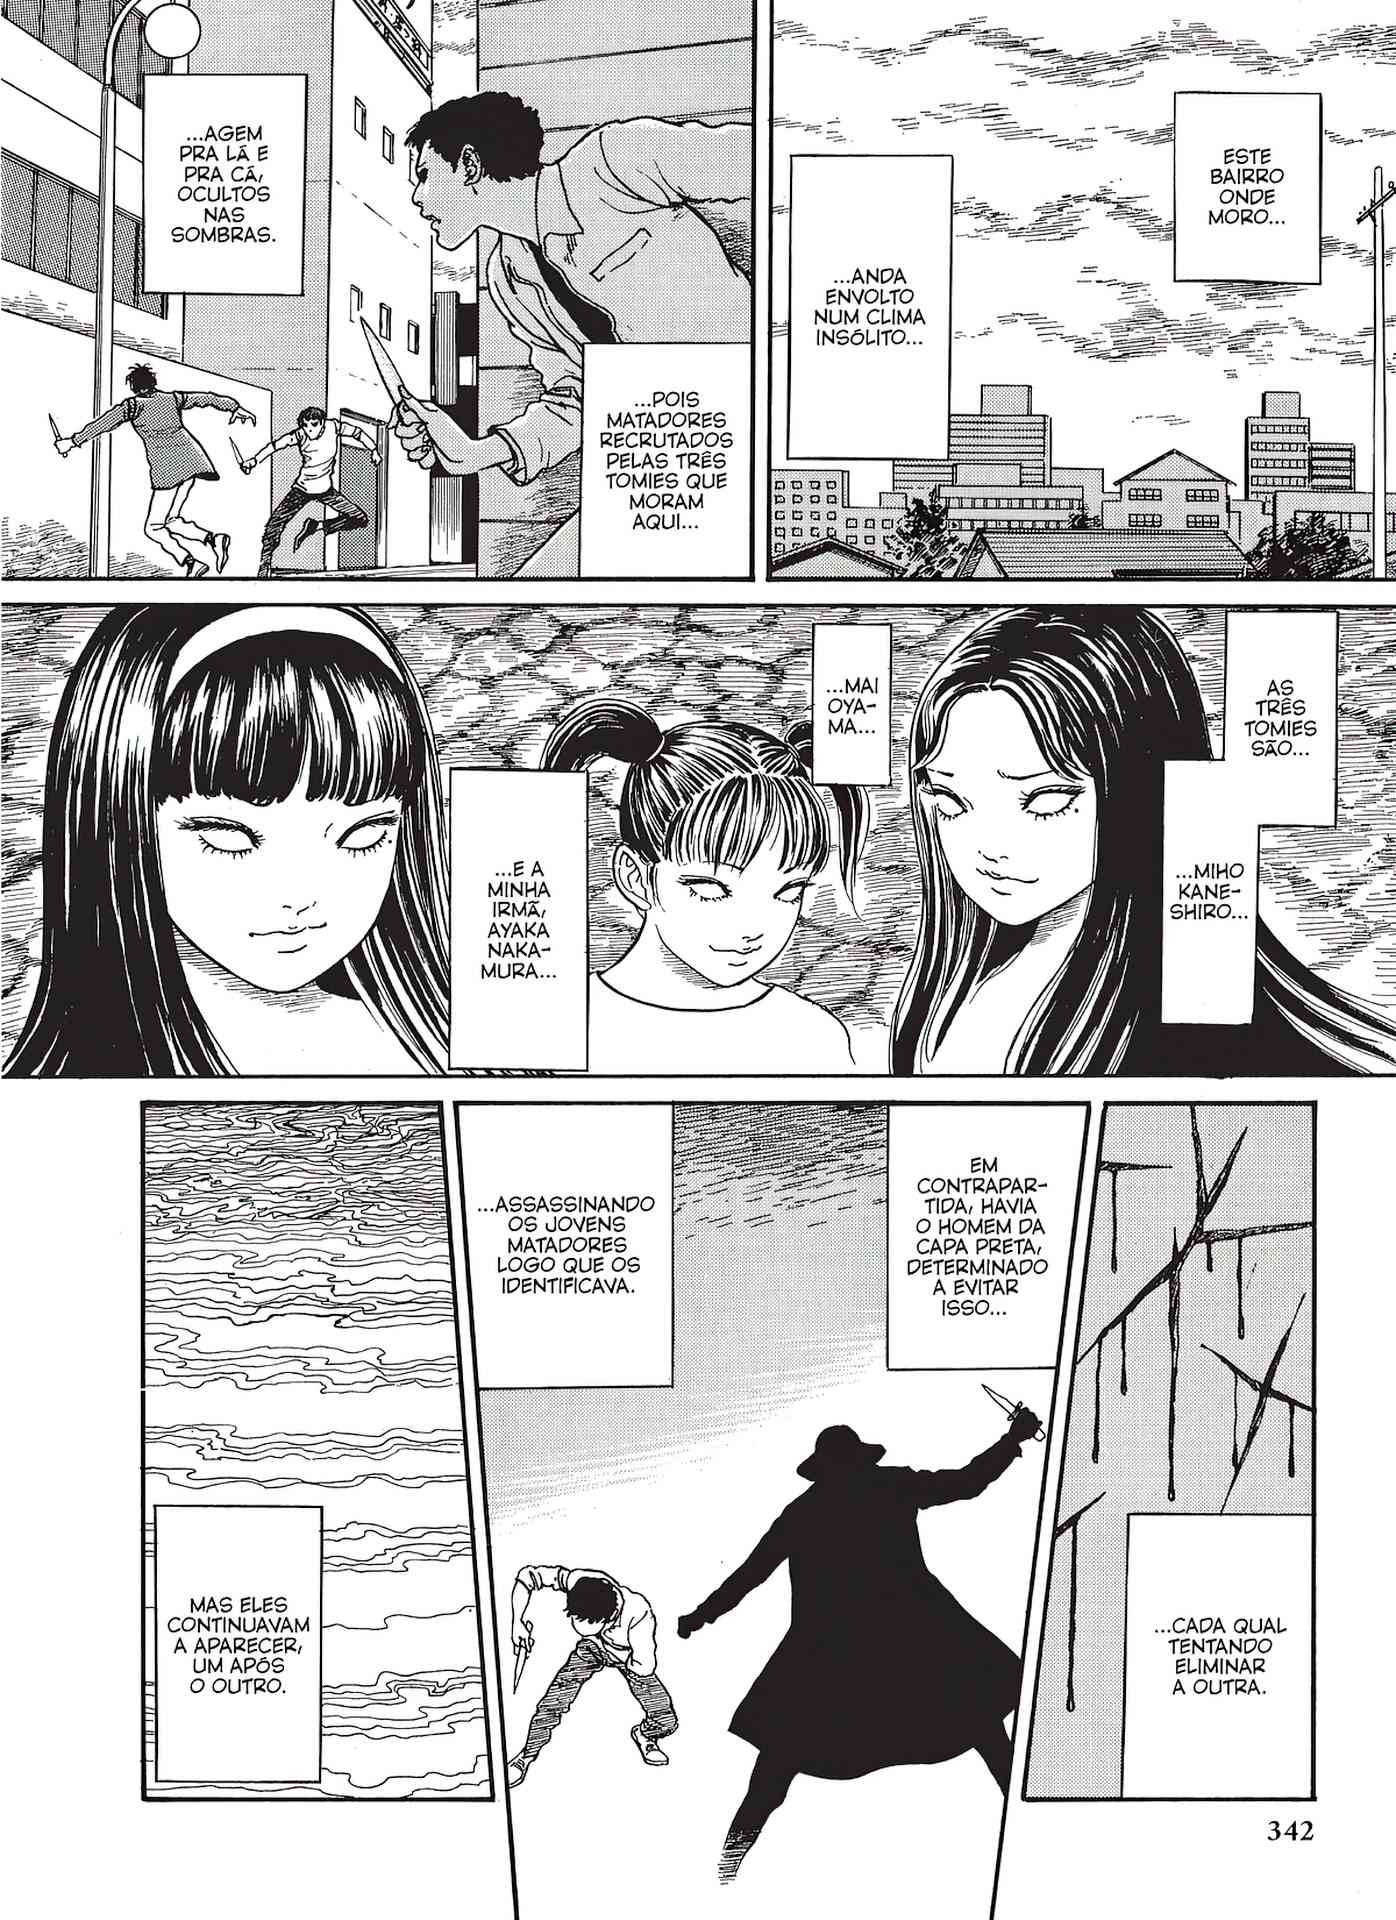 ESTE
BAIRRO
ONDE
MORO...
...ANDA
ENVOLTO
NUM CLIMA
INSÓLITO...
...POIS
MATADORES
RECRUTADOS
PELAS TRÊS
TOMIES QUE
MORAM
AQUI...
...AGEM
PRA LÁ E
PRA CÁ,
OCULTOS
NAS
SOMBRAS.
AS
TRÊS
TOMIES
SÃO...
...MIHO
KANE-
SHIRO...
...MAI
OYA-
MA...
...E A
MINHA
IRMÃ,
AYAKA
NAKA-
MURA...
...CADA QUAL
TENTANDO
ELIMINAR
A OUTRA.
EM
CONTRAPAR-
TIDA, HAVIA
O HOMEM DA
CAPA PRETA,
DETERMINADO
A EVITAR
ISSO...
...ASSASSINANDO
OS JOVENS
MATADORES
LOGO QUE OS
IDENTIFICAVA.
MAS ELES
CONTINUAVAM
A APARECER,
UM APÓS
O OUTRO.
342